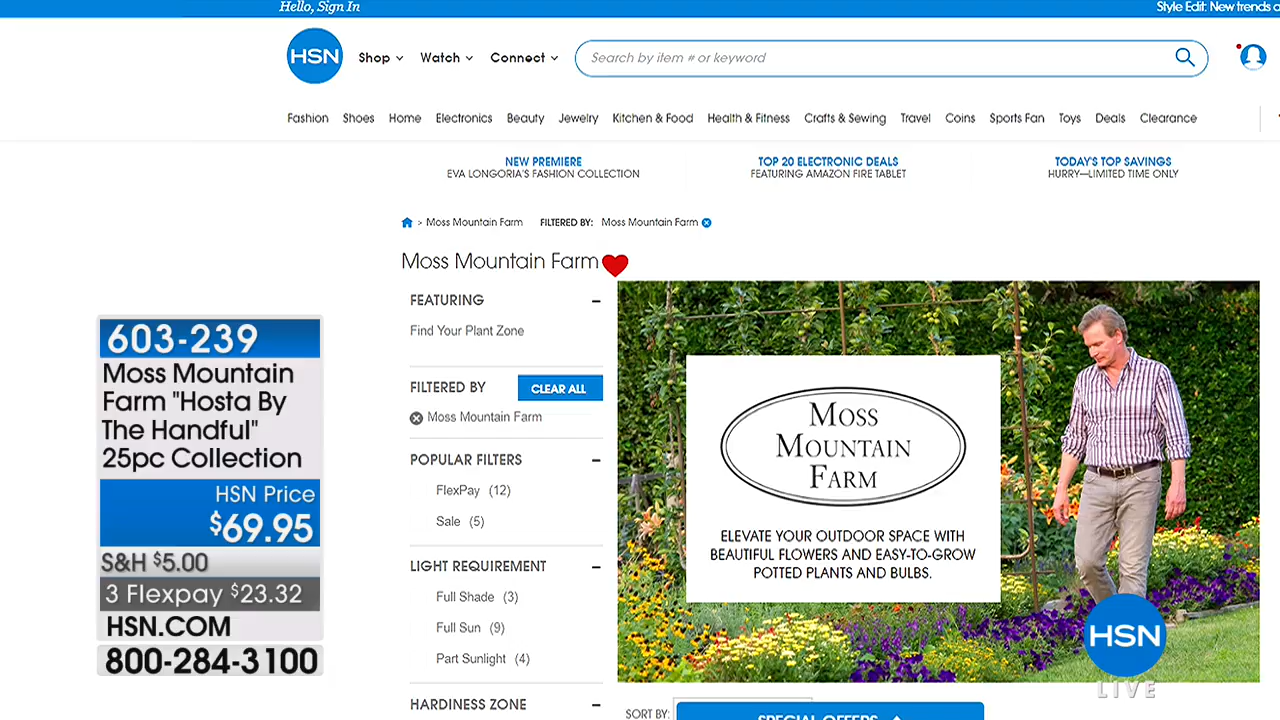 Hello, Sign In
Style Edit: New trends
HSN
Shop
Watch
Connect
Search by item # or keyword
Fashion
Shoes
Home
Electronics
Beauty
Jewelry
Kitchen & Food
Health & Fitness
Crafts & Sewing
Travel
Coins
Sports Fan
Toys
Deals
Clearance
NEW PREMIERE
EVA LONGORIA'S FASHION COLLECTION
TOP 20 ELECTRONIC DEALS
FEATURING AMAZON FIRE TABLET
TODAY'S TOP SAVINGS
HURRY—LIMITED TIME ONLY
> Moss Mountain Farm
FILTERED BY: Moss Mountain Farm
Moss Mountain Farm
FEATURING
Find Your Plant Zone
FILTERED BY
CLEAR ALL
Moss Mountain Farm
POPULAR FILTERS
FlexPay (12)
Sale (5)
LIGHT REQUIREMENT
Full Shade (3)
Full Sun (9)
Part Sunlight (4)
HARDINESS ZONE
MOSS
MOUNTAIN
FARM
ELEVATE YOUR OUTDOOR SPACE WITH
BEAUTIFUL FLOWERS AND EASY-TO-GROW
POTTED PLANTS AND BULBS.
SORT BY:
SPECIAL OFFERS
603-239
Moss Mountain
Farm "Hosta By
The Handful"
25pc Collection
HSN Price
$69.95
S&H $5.00
3 Flexpay $23.32
HSN.COM
800-284-3100
HSN
LIVE